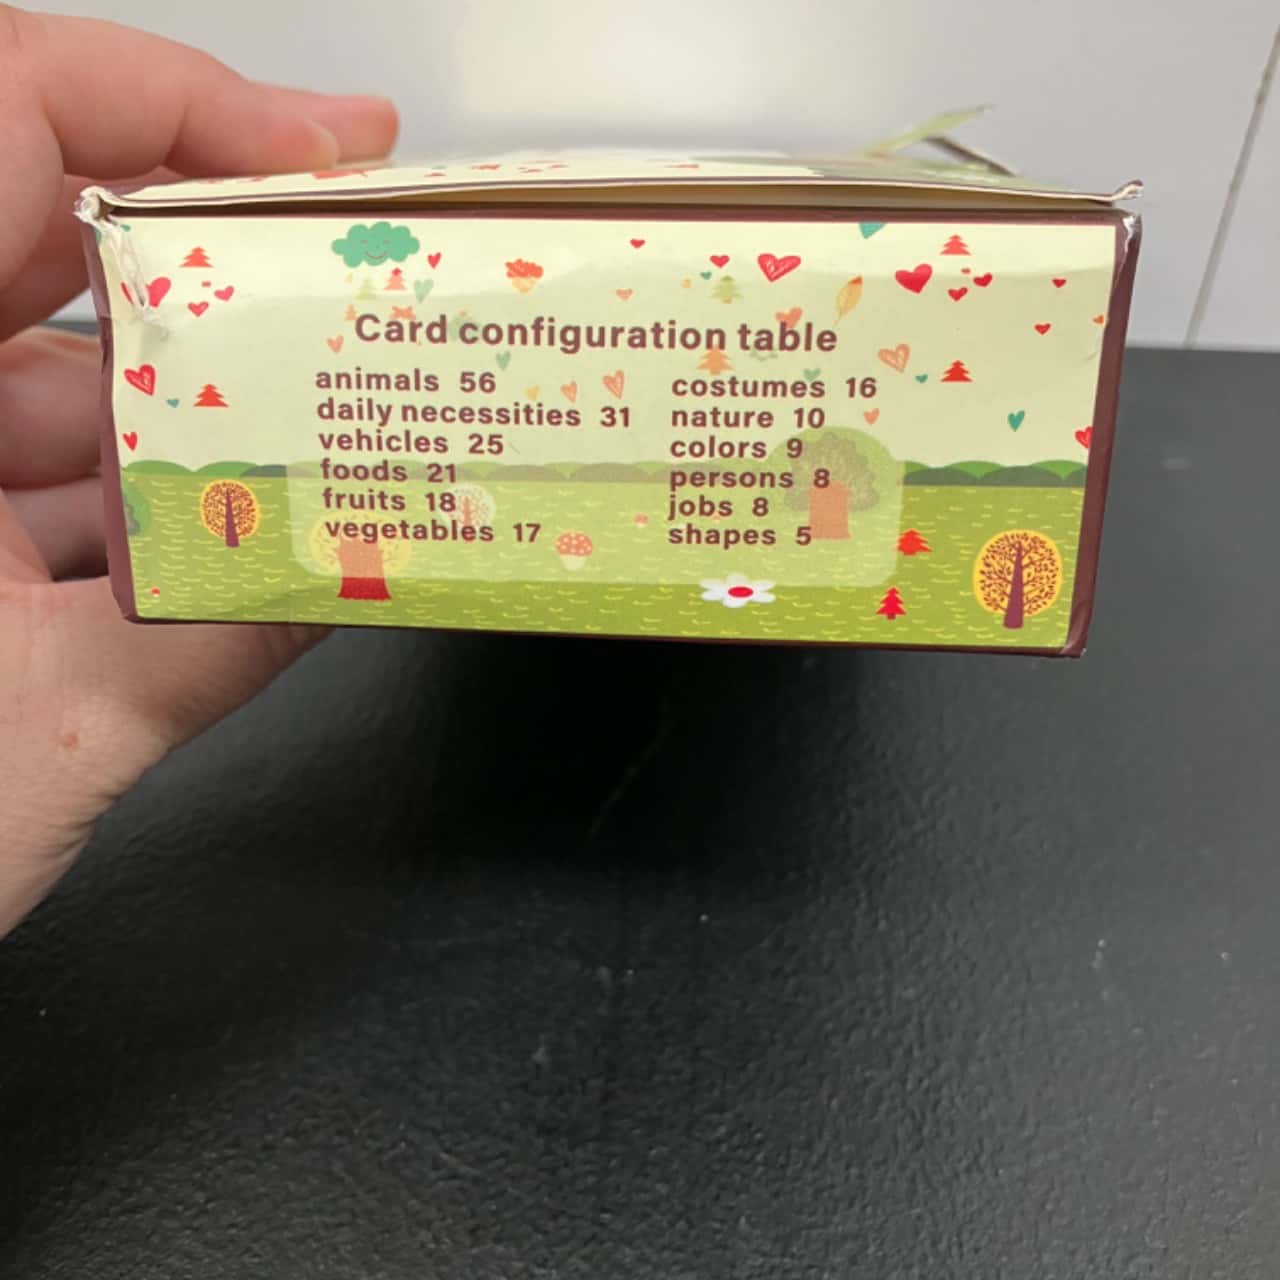 Card configuration table
animals 56
daily necessities 31
vehicles 25
foods 21
fruits 18
vegetables 17
costumes 16
nature 10
colors 9
persons 8
jobs 8
shapes 5